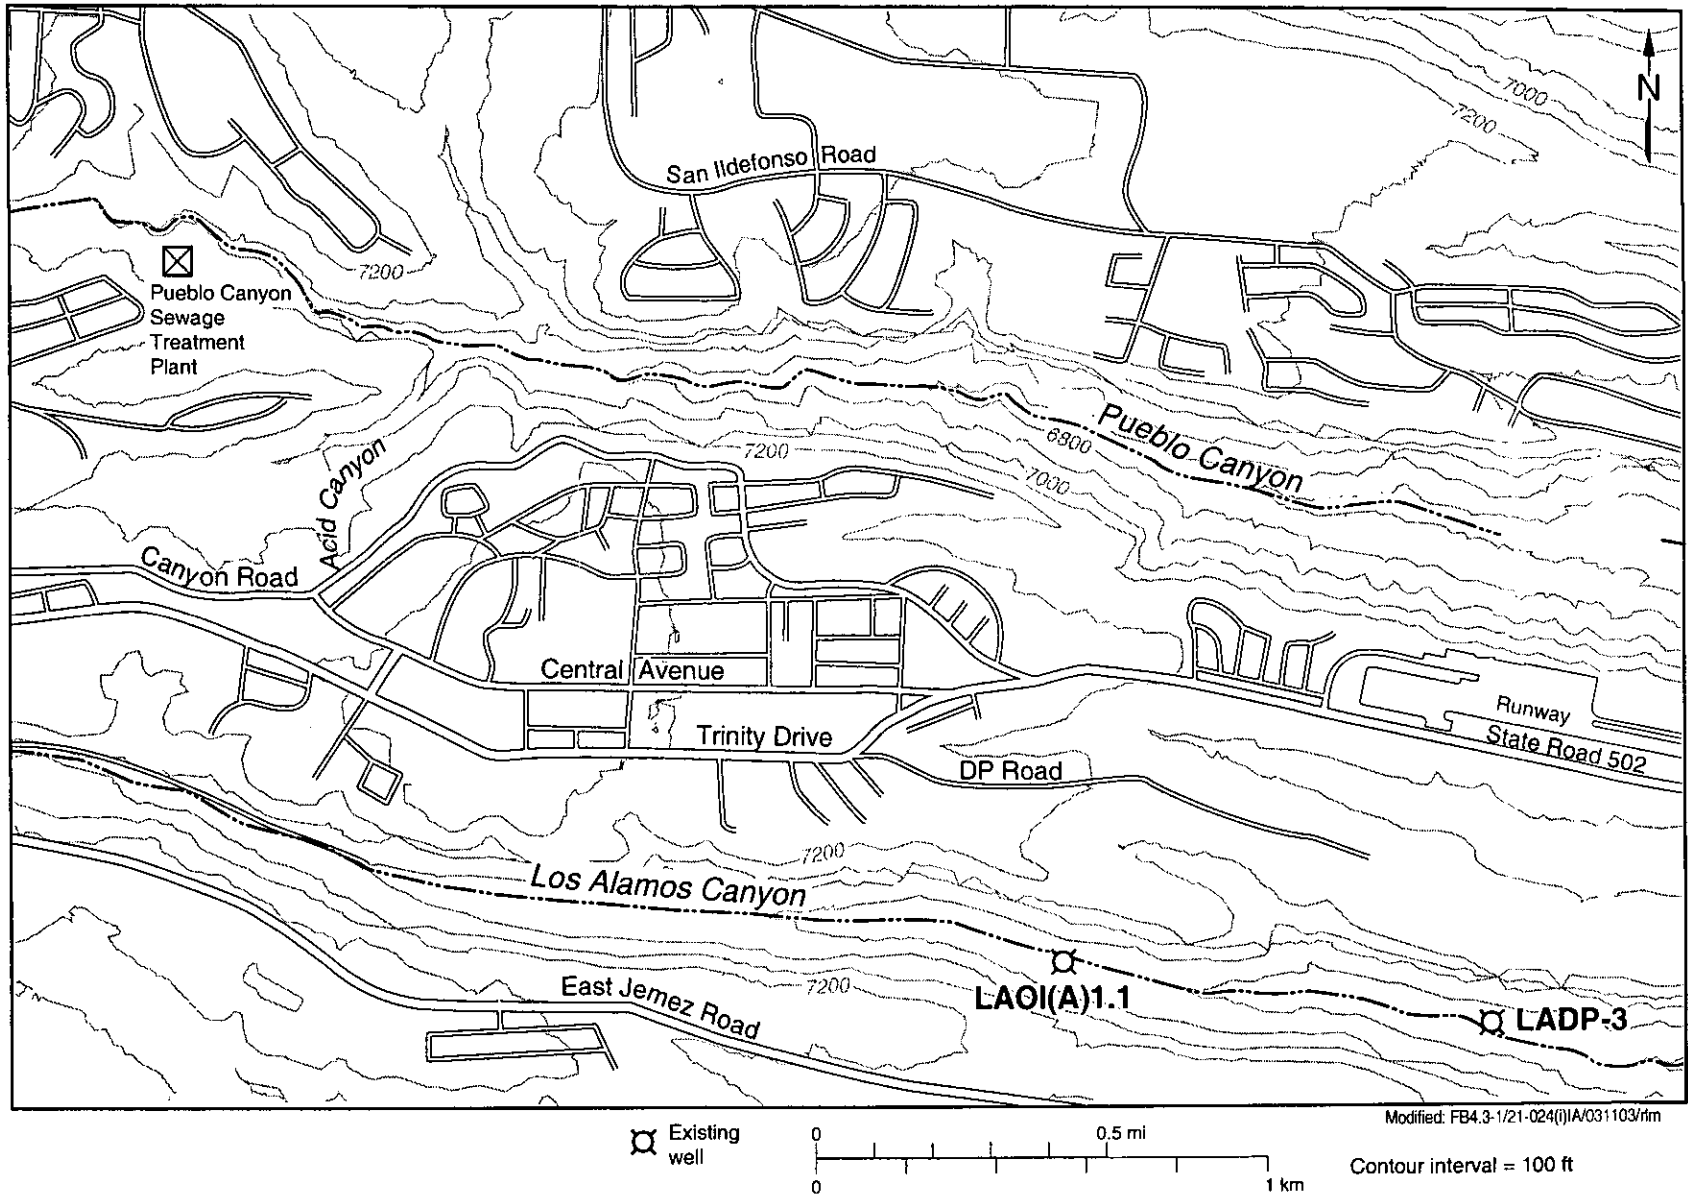 7000
7200
N
San Ildefonso Road
7200
Pueblo Canyon
Sewage
Treatment
Plant
Pueblo Canyon
6800
7200
7000
Acid Canyon
Canyon Road
Central Avenue
Runway
Trinity Drive
State Road 502
DP Road
7200
Los Alamos Canyon
7200
East Jemez Road
LAOI(A)1.1
LADP-3
Modified: FB4.3-1/21-024(i)IA/031103/rlm
Existing
well
0 0.5 mi
0 1 km
Contour interval = 100 ft